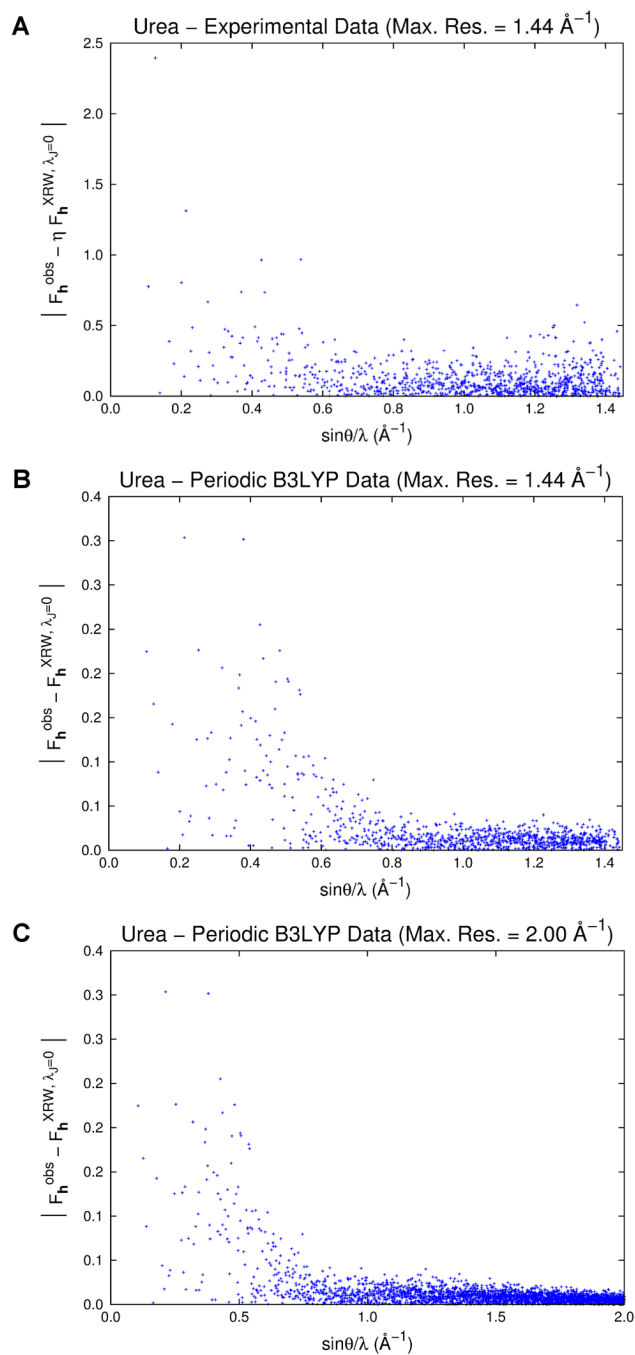 A
Urea – Experimental Data (Max. Res. = 1.44 Å⁻¹)
2.5
2.0
1.5
1.0
0.5
0.0
| F_h^obs – η F_h^XRW, λ_J=0 |
0.0 0.2 0.4 0.6 0.8 1.0 1.2 1.4
sinθ/λ (Å⁻¹)
B
Urea – Periodic B3LYP Data (Max. Res. = 1.44 Å⁻¹)
0.4
0.3
0.3
0.2
0.2
0.2
0.1
0.1
0.0
| F_h^obs – F_h^XRW, λ_J=0 |
0.0 0.2 0.4 0.6 0.8 1.0 1.2 1.4
sinθ/λ (Å⁻¹)
C
Urea – Periodic B3LYP Data (Max. Res. = 2.00 Å⁻¹)
0.4
0.3
0.3
0.2
0.2
0.2
0.1
0.1
0.0
| F_h^obs – F_h^XRW, λ_J=0 |
0.0 0.5 1.0 1.5 2.0
sinθ/λ (Å⁻¹)